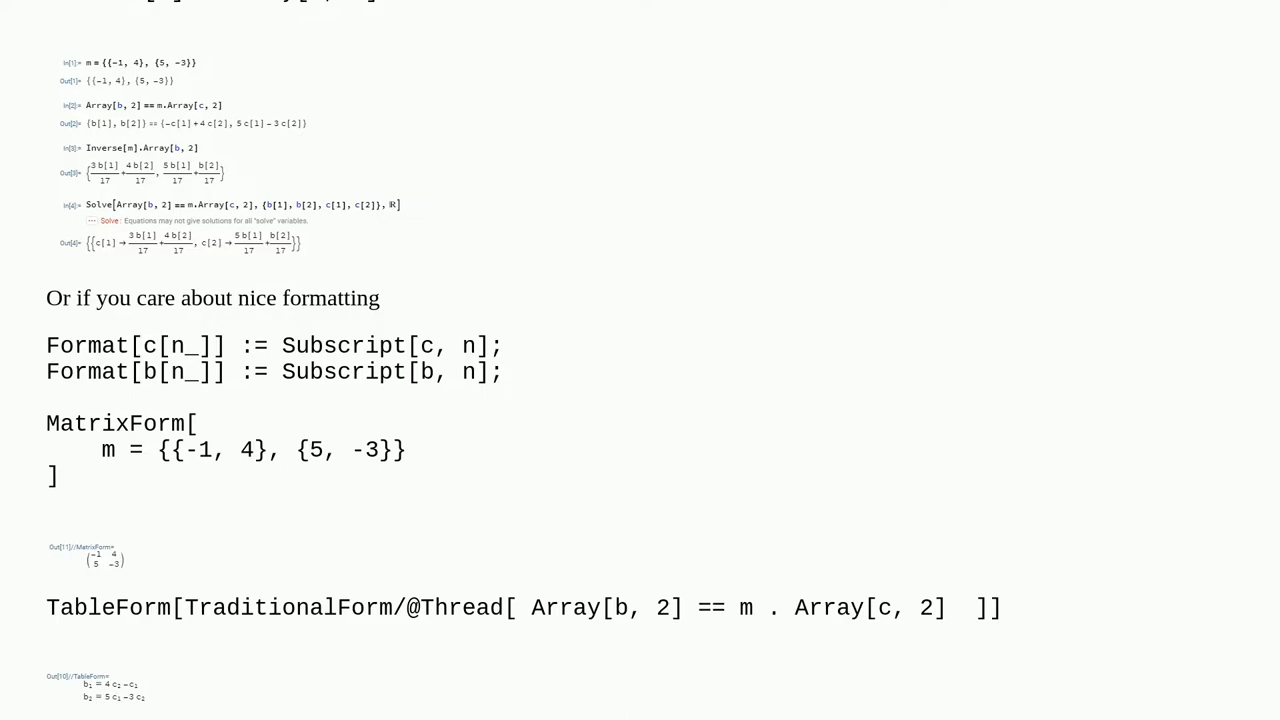 In[1]:= m = {{-1, 4}, {5, -3}}
Out[1]= {{-1, 4}, {5, -3}}
In[2]:= Array[b, 2] == m.Array[c, 2]
Out[2]= {b[1], b[2]} == {-c[1] + 4 c[2], 5 c[1] - 3 c[2]}
In[3]:= Inverse[m].Array[b, 2]
Out[3]= {3 b[1]/17 + 4 b[2]/17, 5 b[1]/17 + b[2]/17}
In[4]:= Solve[Array[b, 2] == m.Array[c, 2], {b[1], b[2], c[1], c[2]}, ℝ]
... Solve: Equations may not give solutions for all "solve" variables.
Out[4]= {{c[1] → 3 b[1]/17 + 4 b[2]/17, c[2] → 5 b[1]/17 + b[2]/17}}
Or if you care about nice formatting
Format[c[n_]] := Subscript[c, n];
Format[b[n_]] := Subscript[b, n];
MatrixForm[
m = {{-1, 4}, {5, -3}}
]
Out[11]//MatrixForm=
(-1 4
5 -3)
TableForm[TraditionalForm/@Thread[ Array[b, 2] == m . Array[c, 2]  ]]
Out[10]//TableForm=
b₁ = 4 c₂ - c₁
b₂ = 5 c₁ - 3 c₂